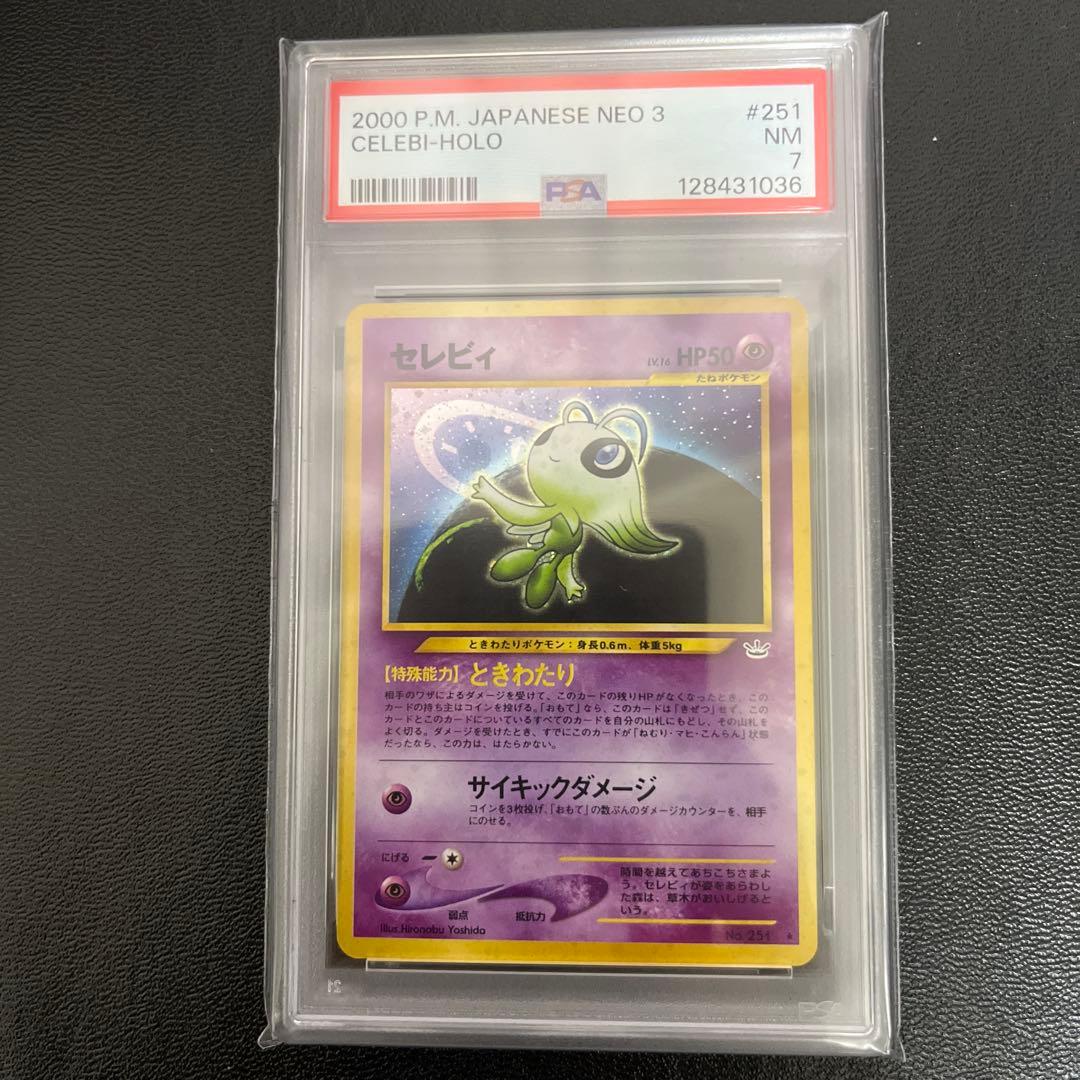 2000 P.M. JAPANESE NEO 3 #251
CELEBI-HOLO NM
7
PSA 128431036
セレビィ LV.16 HP50
たねポケモン
ときわたりポケモン：身長0.6m、体重5kg
【特殊能力】ときわたり
相手のワザによるダメージを受けて、このカードの残りHPがなくなったとき、この
カードの持ち主はコインを投げる。「おもて」なら、このカードは「きぜつ」せず、この
カードとこのカードについているすべてのカードを自分の山札にもどし、その山札を
よく切る。ダメージを受けたとき、すでにこのカードが「ねむり・マヒ・こんらん」状態
だったなら、この力は、はたらかない。
サイキックダメージ
コインを3枚投げ、「おもて」の数ぶんのダメージカウンターを、相手
にのせる。
にげる
弱点 抵抗力
時間を越えてあちこちさまよ
う。セレビィが姿をあらわし
た森は、草木がおいしげると
いう。
Illus.Hironobu Yoshida
No.251 ★
21
PSA